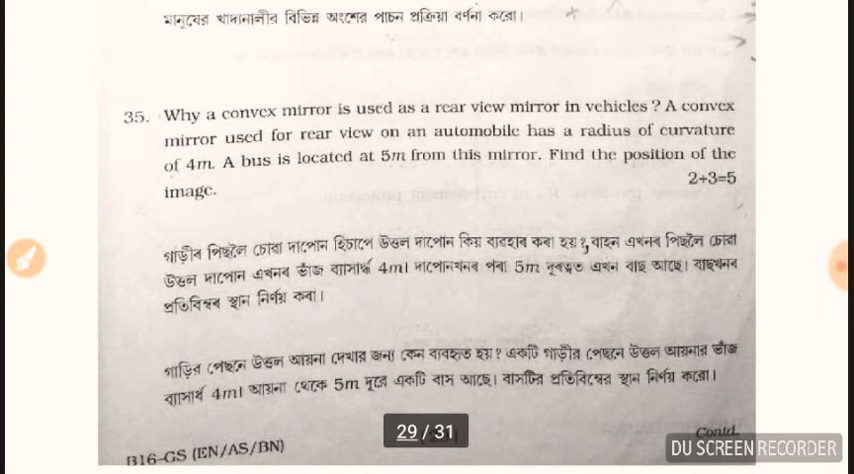 মানুষের খাদ্যনালীর বিভিন্ন অংশের পাচন প্রক্রিয়া বর্ণনা করো।
35. Why a convex mirror is used as a rear view mirror in vehicles ? A convex
mirror used for rear view on an automobile has a radius of curvature
of 4m. A bus is located at 5m from this mirror. Find the position of the
image.
2+3=5
গাড়ীৰ পিছলৈ চোৱা দাপোন হিচাপে উত্তল দাপোন কিয় ব্যৱহাৰ কৰা হয়?, বাহন এখনৰ পিছলৈ চোৱা
উত্তল দাপোন এখনৰ ভাঁজ ব্যাসাৰ্দ্ধ 4m। দাপোনখনৰ পৰা 5m দূৰত্বত এখন বাছ আছে। বাছখনৰ
প্ৰতিবিম্বৰ স্থান নিৰ্ণয় কৰা।
গাড়ির পেছনে উত্তল আয়না দেখার জন্য কেন ব্যবহৃত হয়? একটি গাড়ীর পেছনে উত্তল আয়নার ভাঁজ
ব্যাসার্ধ 4m। আয়না থেকে 5m দূরে একটি বাস আছে। বাসটির প্রতিবিম্বের স্থান নির্ণয় করো।
29 / 31
Contd.
B16–GS (EN/AS/BN)
DU SCREEN RECORDER